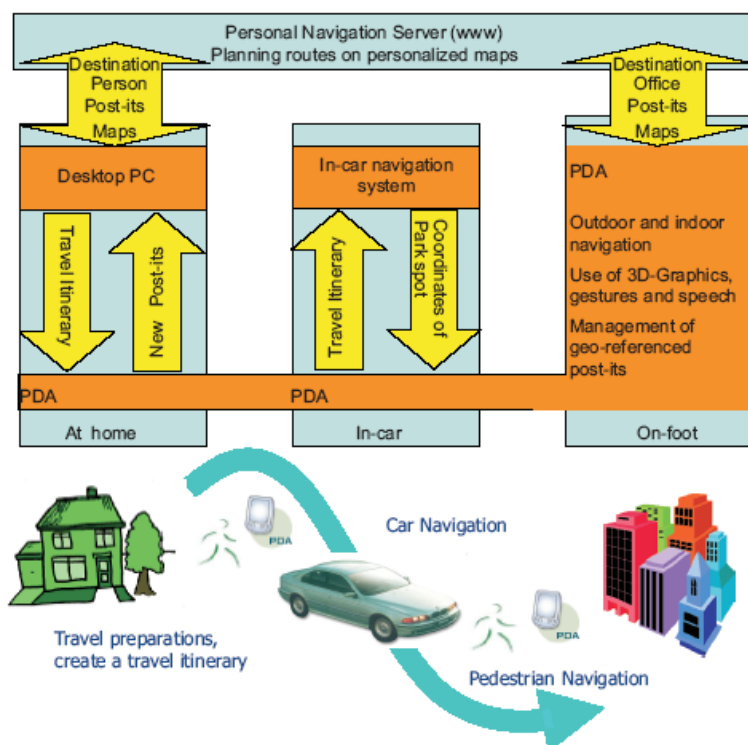 Personal Navigation Server (www)
Planning routes on personalized maps
Destination
Person
Post-its
Maps
Destination
Office
Post-its
Maps
Desktop PC
In-car navigation
system
PDA
Outdoor and indoor
navigation
Use of 3D-Graphics,
gestures and speech
Management of
geo-referenced
post-its
Travel Itinerary
New Post-its
Travel Itinerary
Coordinates of
Park spot
PDA
PDA
At home
In-car
On-foot
PDA
Car Navigation
PDA
Travel preparations,
create a travel itinerary
Pedestrian Navigation